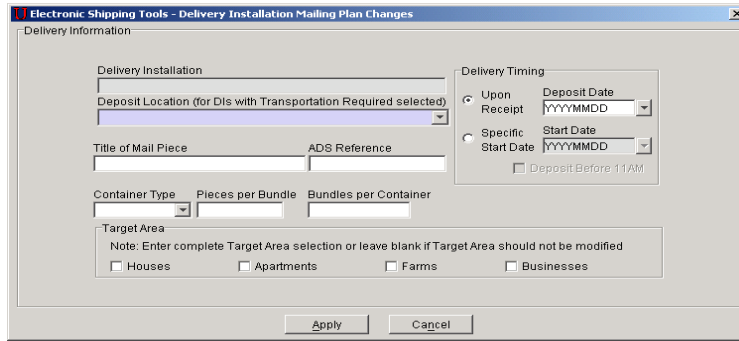 Electronic Shipping Tools - Delivery Installation Mailing Plan Changes
Delivery Information
Delivery Installation
Deposit Location (for DIs with Transportation Required selected)
Delivery Timing
Upon Receipt
Deposit Date
YYYYMMDD
Specific Start Date
Start Date
YYYYMMDD
Deposit Before 11AM
Title of Mail Piece
ADS Reference
Container Type
Pieces per Bundle
Bundles per Container
Target Area
Note: Enter complete Target Area selection or leave blank if Target Area should not be modified
Houses
Apartments
Farms
Businesses
Apply
Cancel